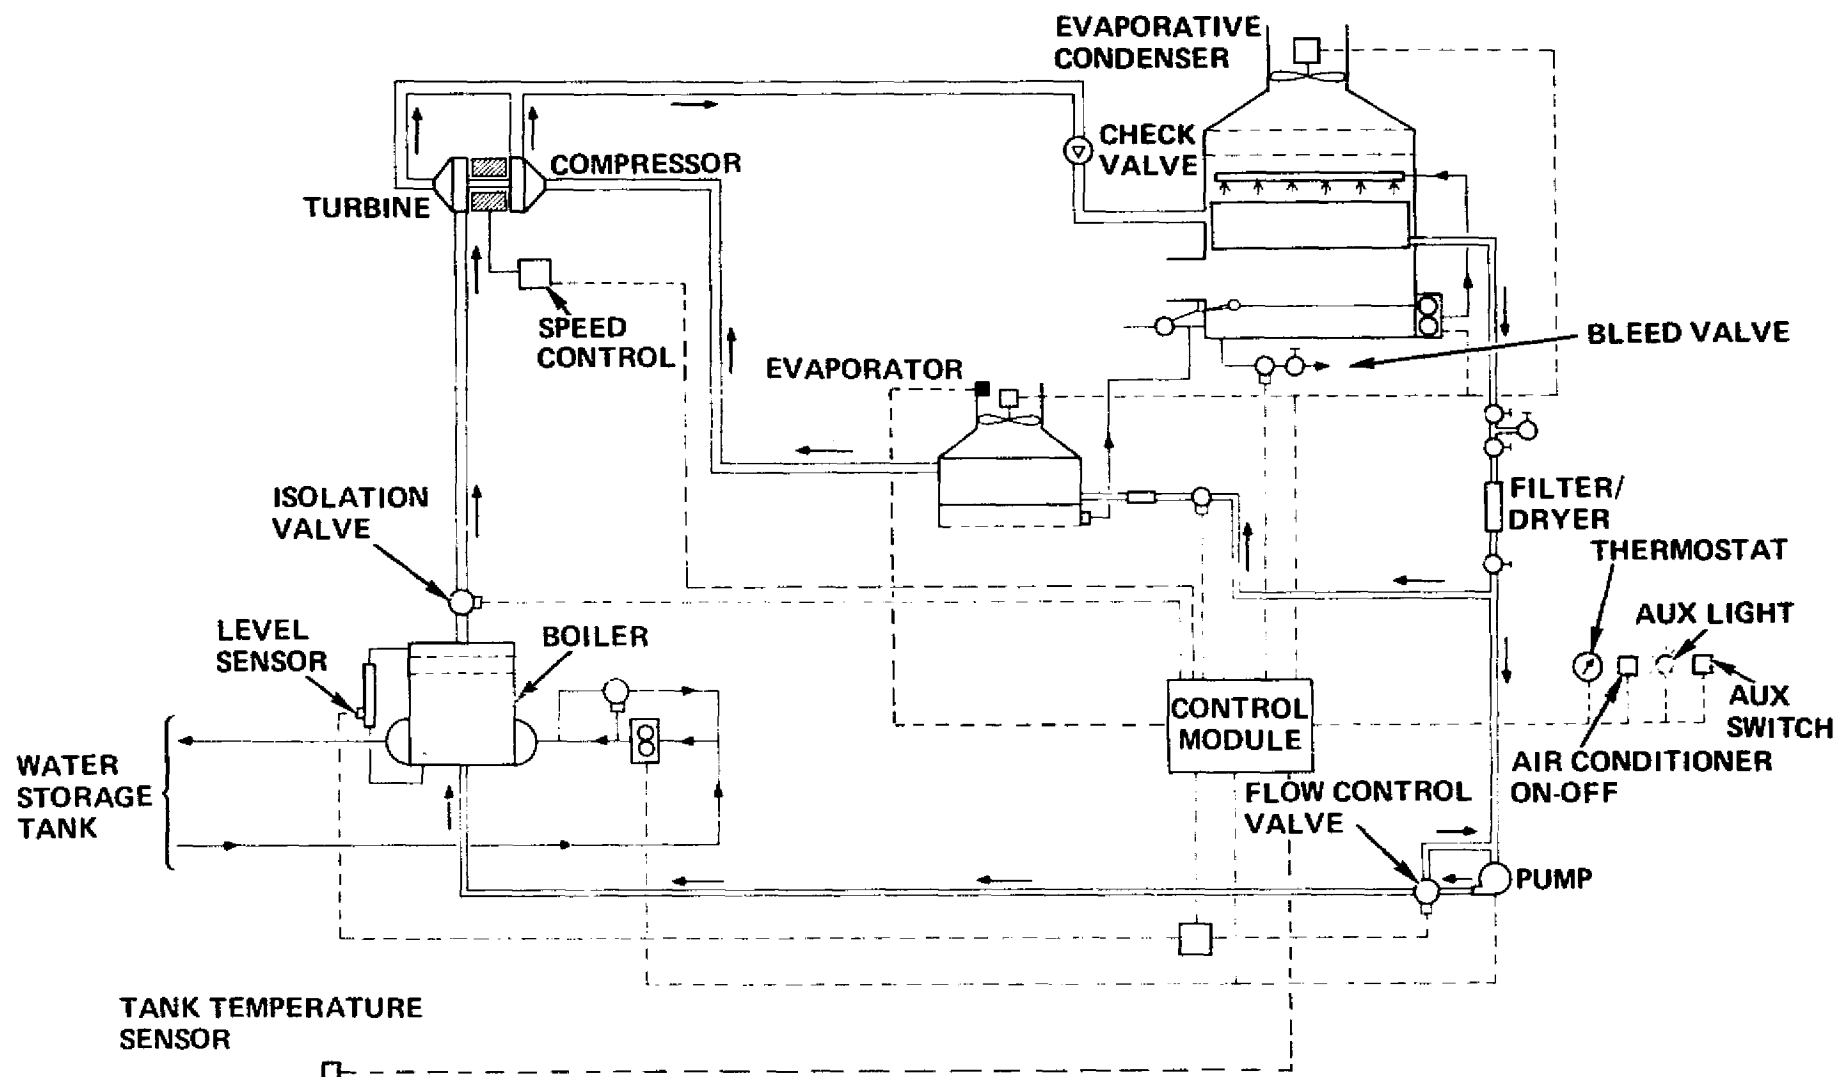 EVAPORATIVE
CONDENSER
CHECK
VALVE
COMPRESSOR
TURBINE
SPEED
CONTROL
BLEED VALVE
EVAPORATOR
ISOLATION
VALVE
FILTER/
DRYER
THERMOSTAT
AUX LIGHT
LEVEL
SENSOR
BOILER
AUX
SWITCH
CONTROL
MODULE
AIR CONDITIONER
ON-OFF
WATER
STORAGE
TANK
FLOW CONTROL
VALVE
PUMP
TANK TEMPERATURE
SENSOR